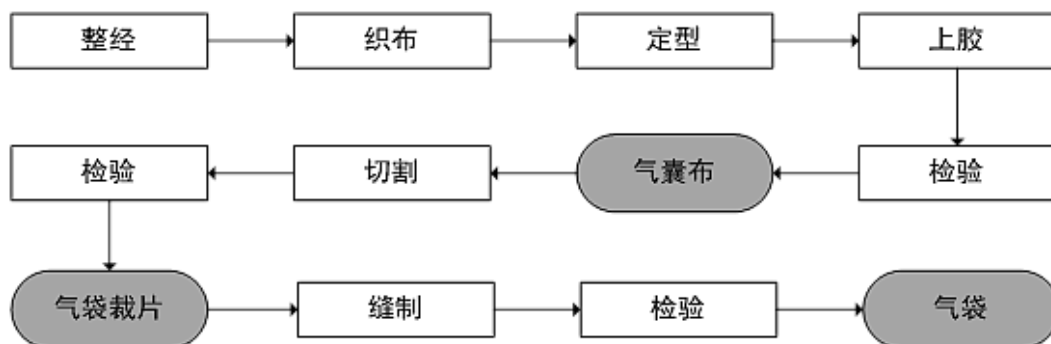 整经 织布 定型 上胶
检验 切割 气囊布 检验
气袋裁片 缝制 检验 气袋